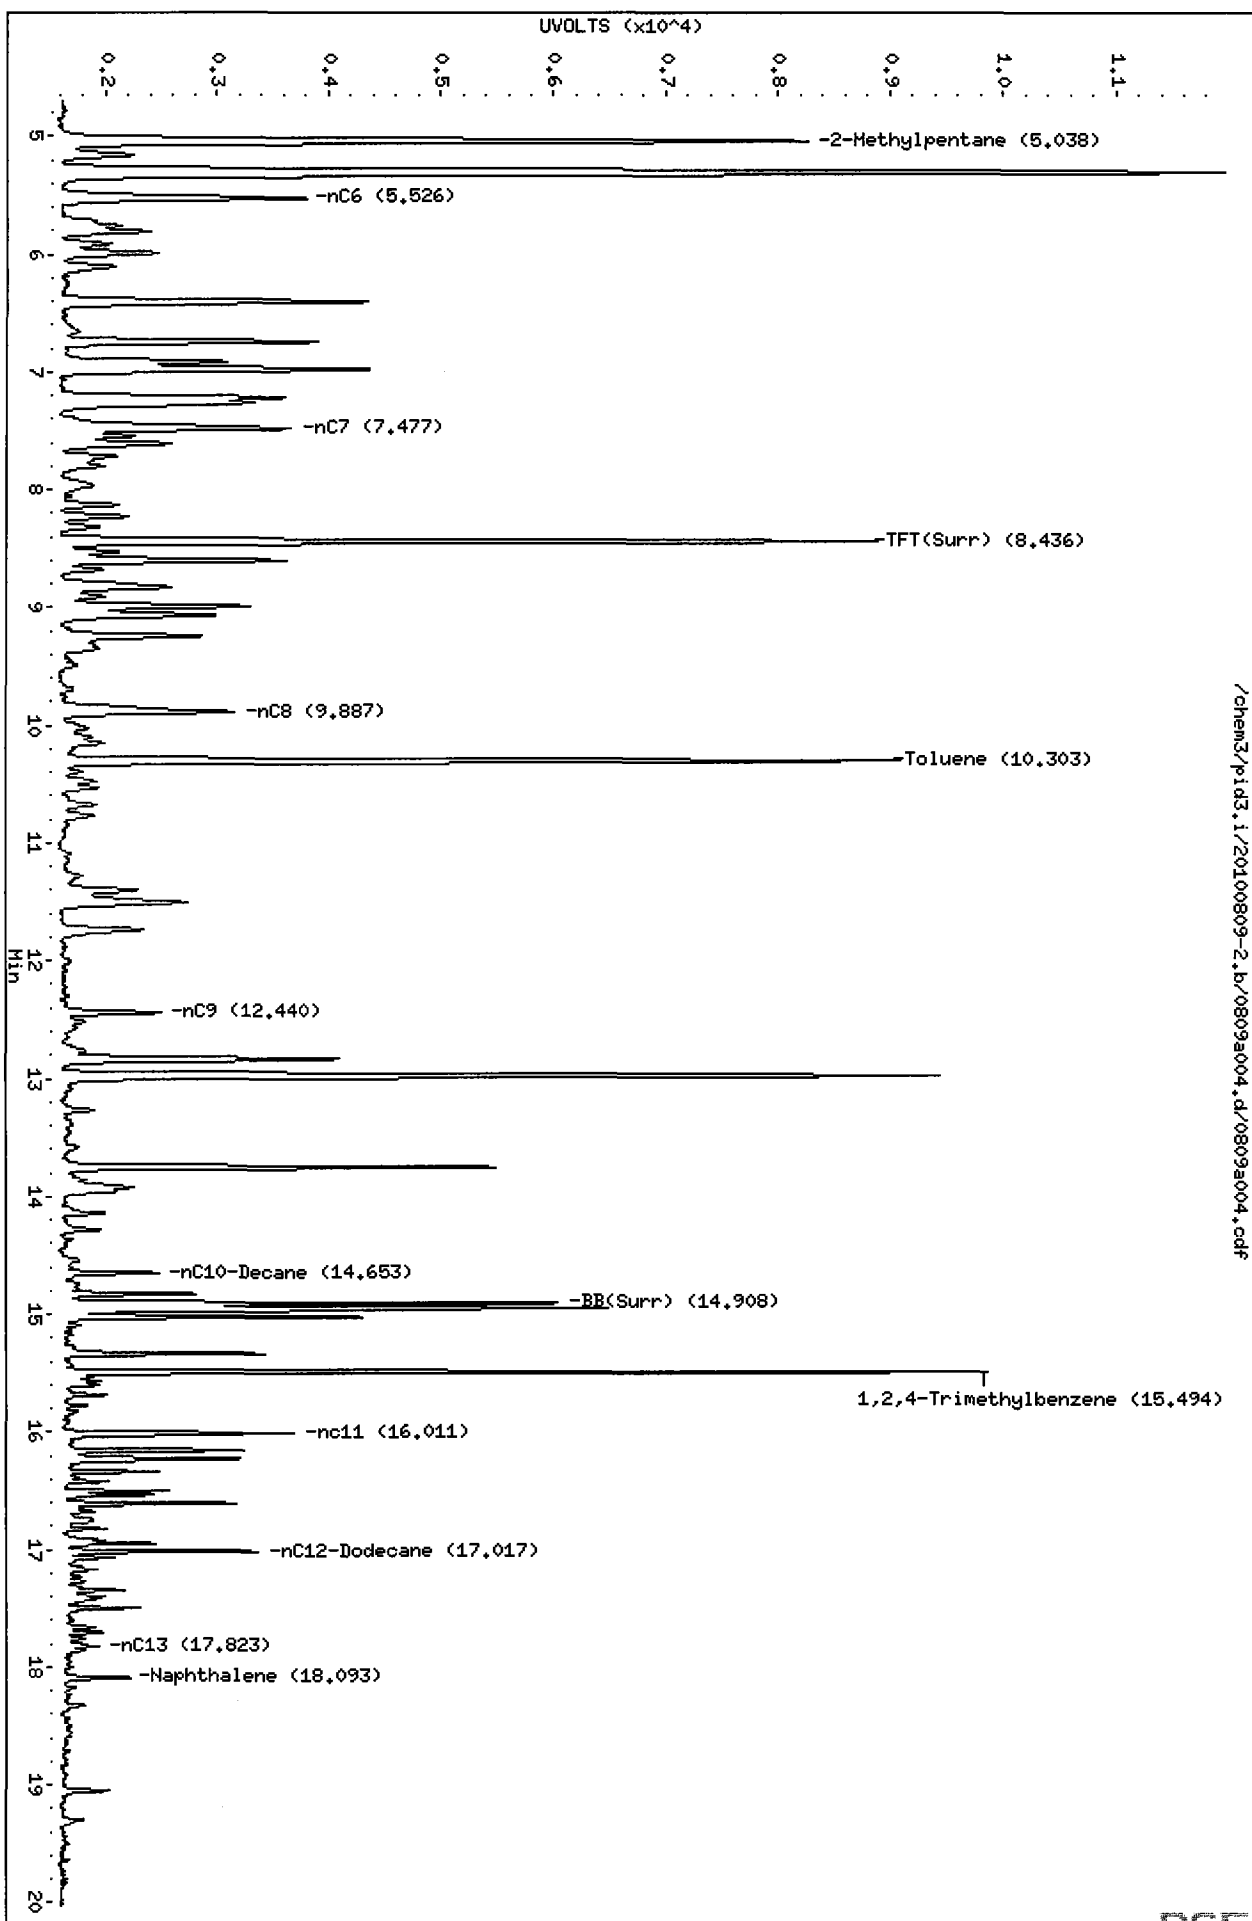 UVOLTS (x10^4)
0.2
0.3
0.4
0.5
0.6
0.7
0.8
0.9
1.0
1.1
5
-2-Methylpentane (5.038)
-nC6 (5.526)
6
7
-nC7 (7.477)
8
-TFT(Surr) (8.436)
9
-nC8 (9.887)
10
-Toluene (10.303)
11
12
Min
-nC9 (12.440)
13
14
-nC10-Decane (14.653)
-BB(Surr) (14.908)
15
1,2,4-Trimethylbenzene (15.494)
16
-nc11 (16.011)
17
-nC12-Dodecane (17.017)
-nC13 (17.823)
18
-Naphthalene (18.093)
19
20
/chem3/pid3.i/20100809-2.b/0809a004.d/0809a004.cdf